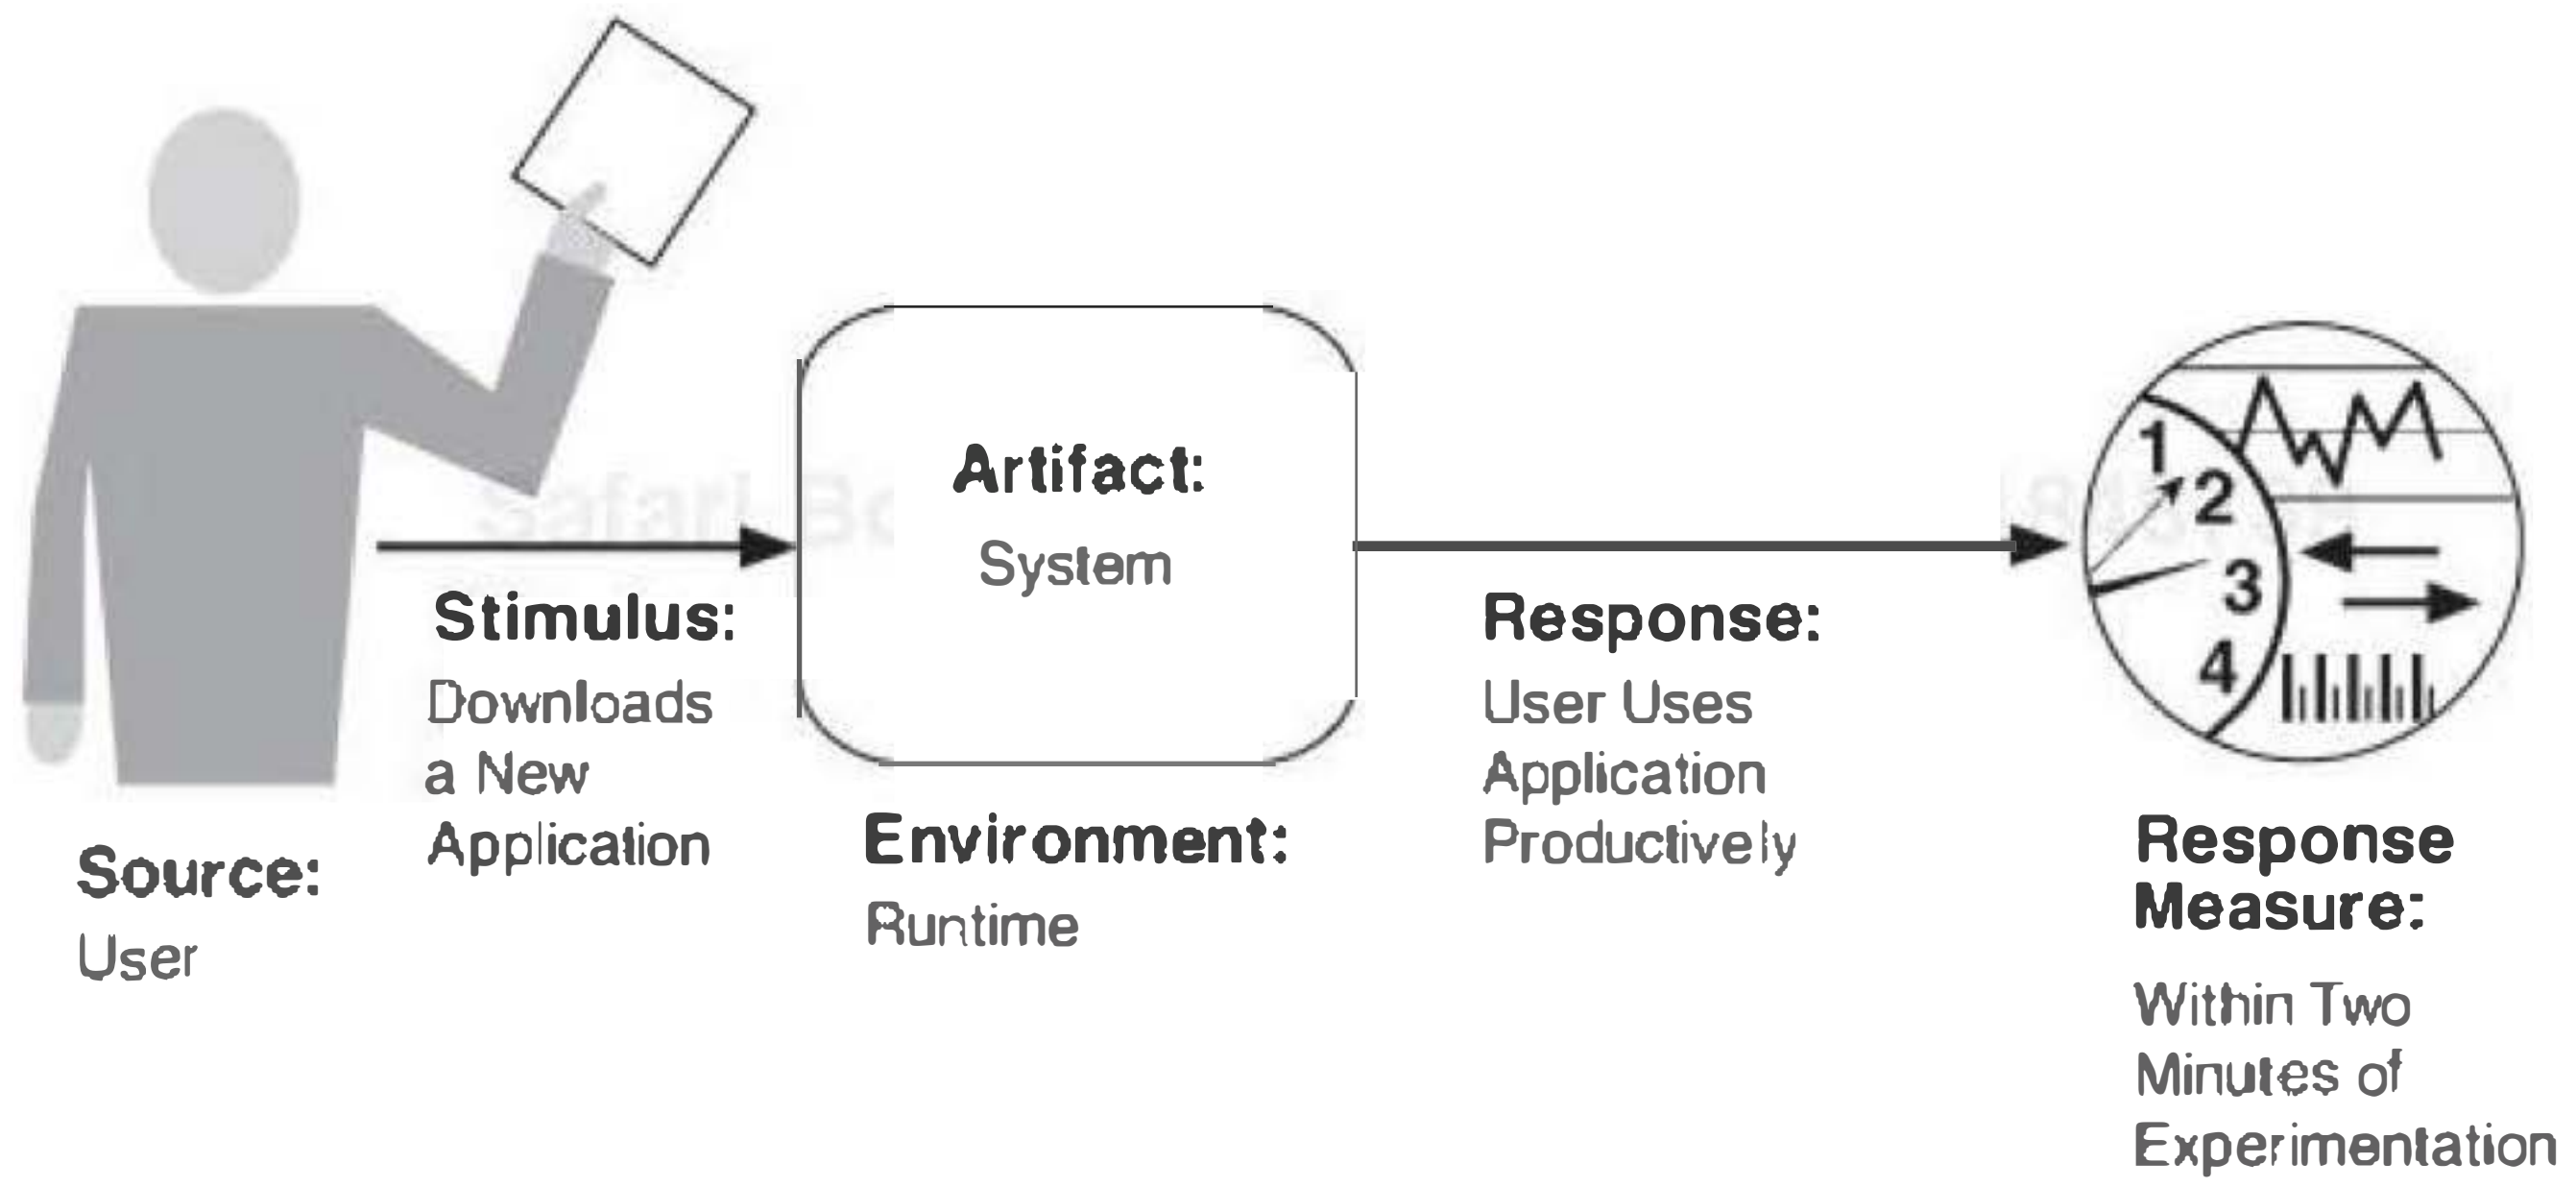 Artifact:
System
Stimulus:
Downloads
a New
Application
Source:
User
Environment:
Runtime
Response:
User Uses
Application
Productively
1
2
3
4
Response
Measure:
Within Two
Minutes of
Experimentation